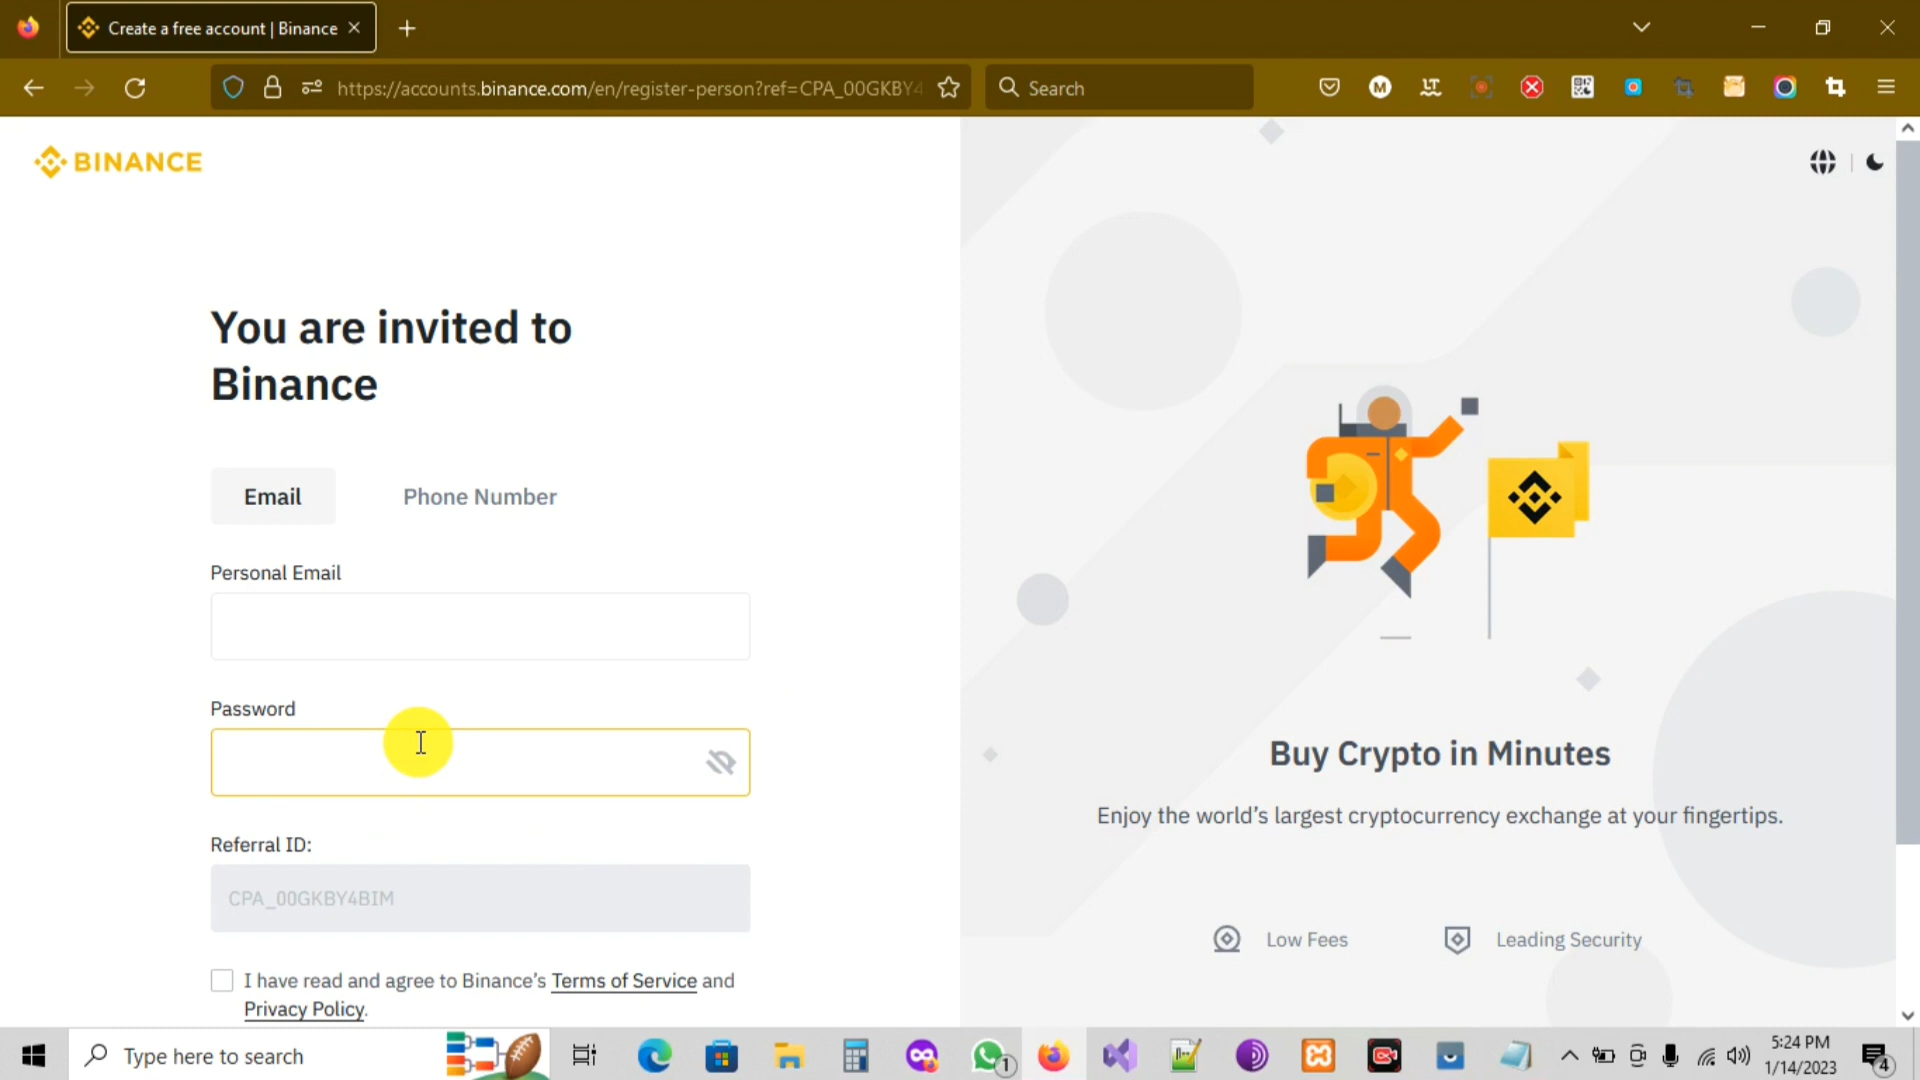 Create a free account | Binance
https://accounts.binance.com/en/register-person?ref=CPA_00GKBY4
Search
BINANCE
You are invited to
Binance
Email
Phone Number
Personal Email
Password
Referral ID:
CPA_00GKBY4BIM
I have read and agree to Binance's Terms of Service and
Privacy Policy.
Buy Crypto in Minutes
Enjoy the world's largest cryptocurrency exchange at your fingertips.
Low Fees
Leading Security
Type here to search
1
5:24 PM
1/14/2023
4